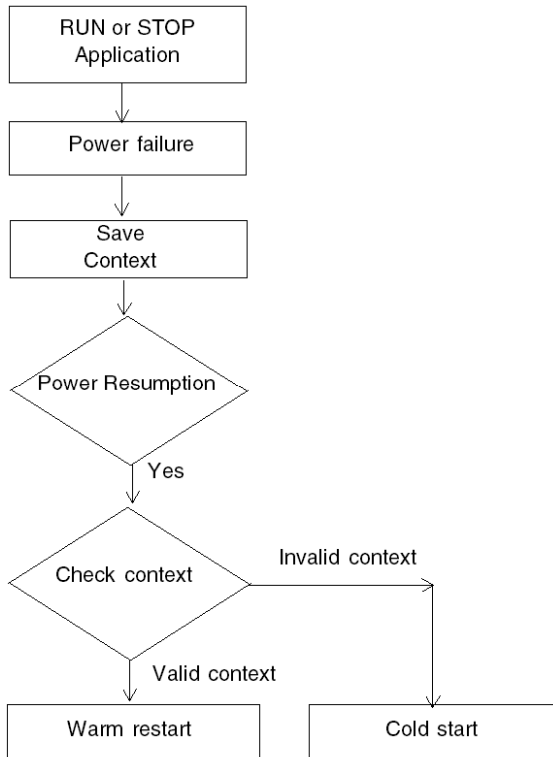 RUN or STOP
Application
Power failure
Save
Context
Power Resumption
Yes
Check context
Invalid context
Valid context
Warm restart
Cold start